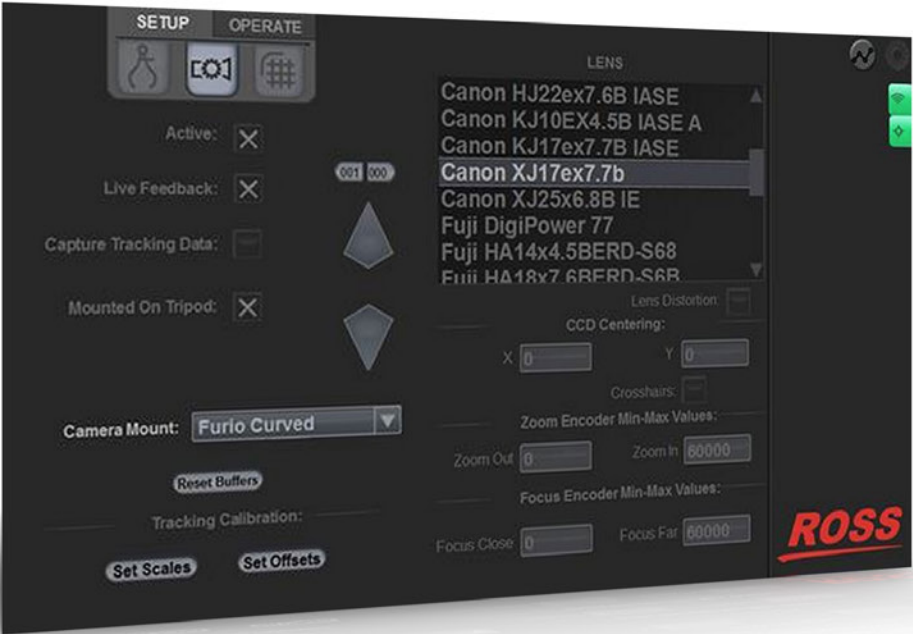 SETUP OPERATE
LENS
Active:
Live Feedback:
Capture Tracking Data:
Mounted On Tripod:
001 000
Canon HJ22ex7.6B IASE
Canon KJ10EX4.5B IASE A
Canon KJ17ex7.7B IASE
Canon XJ17ex7.7b
Canon XJ25x6.8B IE
Fuji DigiPower 77
Fuji HA14x4.5BERD-S68
Fuji HA18x7.6BERD-S6B
Lens Distortion:
CCD Centering:
X 0 Y 0
Crosshairs:
Camera Mount: Furio Curved
Zoom Encoder Min-Max Values:
Zoom Out 0 Zoom In 60000
Reset Buffers
Focus Encoder Min-Max Values:
Tracking Calibration:
Focus Close 0 Focus Far 60000
Set Scales Set Offsets
ROSS